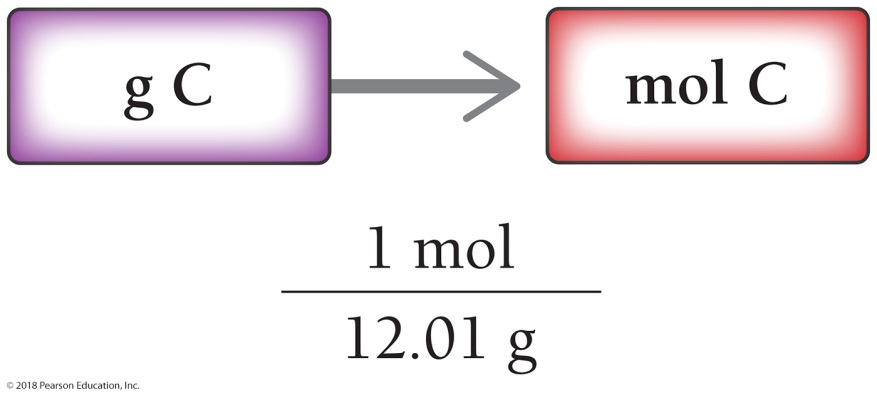 g C
mol C
1 mol
12.01 g
© 2018 Pearson Education, Inc.